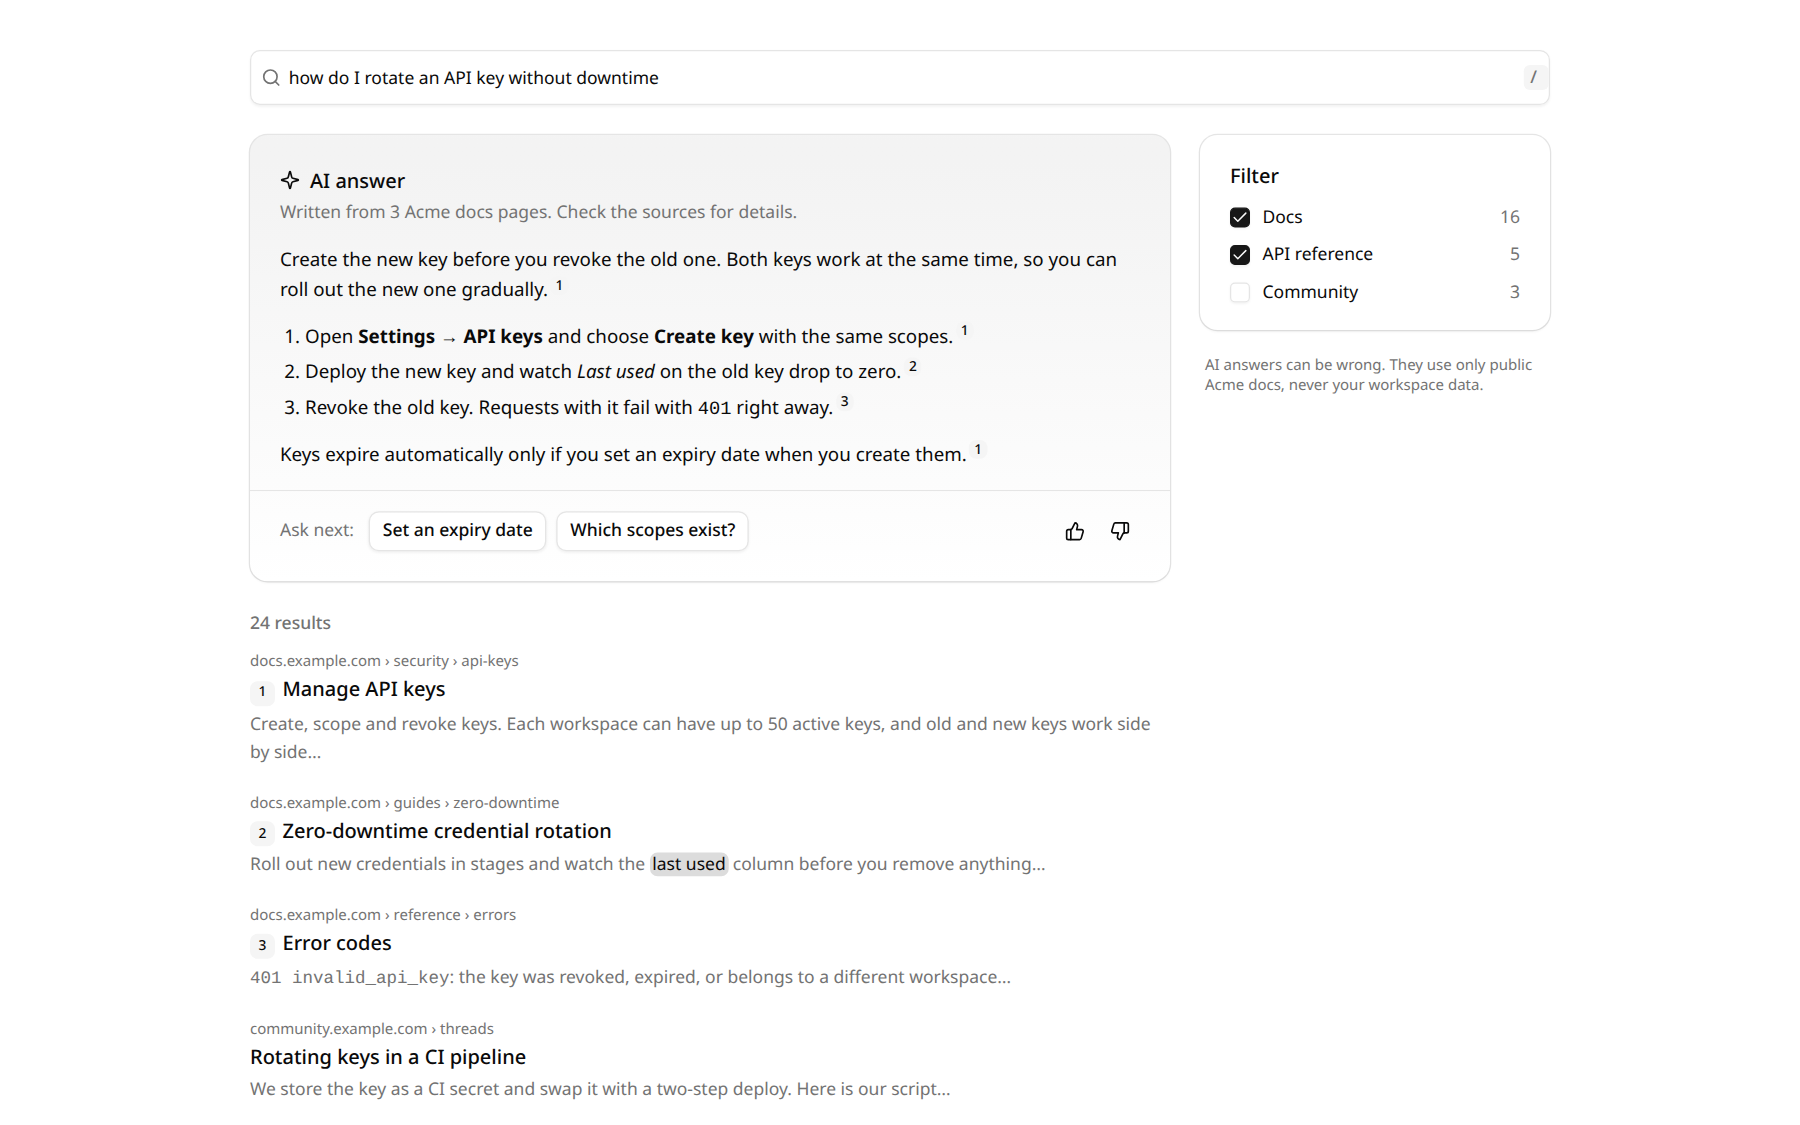 how do I rotate an API key without downtime
/
AI answer
Written from 3 Acme docs pages. Check the sources for details.
Create the new key before you revoke the old one. Both keys work at the same time, so you can
roll out the new one gradually. 1
1. Open Settings → API keys and choose Create key with the same scopes. 1
2. Deploy the new key and watch Last used on the old key drop to zero. 2
3. Revoke the old key. Requests with it fail with 401 right away. 3
Keys expire automatically only if you set an expiry date when you create them. 1
Ask next: Set an expiry date Which scopes exist?
Filter
Docs 16
API reference 5
Community 3
AI answers can be wrong. They use only public
Acme docs, never your workspace data.
24 results
docs.example.com › security › api-keys
1 Manage API keys
Create, scope and revoke keys. Each workspace can have up to 50 active keys, and old and new keys work side
by side…
docs.example.com › guides › zero-downtime
2 Zero-downtime credential rotation
Roll out new credentials in stages and watch the last used column before you remove anything…
docs.example.com › reference › errors
3 Error codes
401 invalid_api_key: the key was revoked, expired, or belongs to a different workspace…
community.example.com › threads
Rotating keys in a CI pipeline
We store the key as a CI secret and swap it with a two-step deploy. Here is our script…